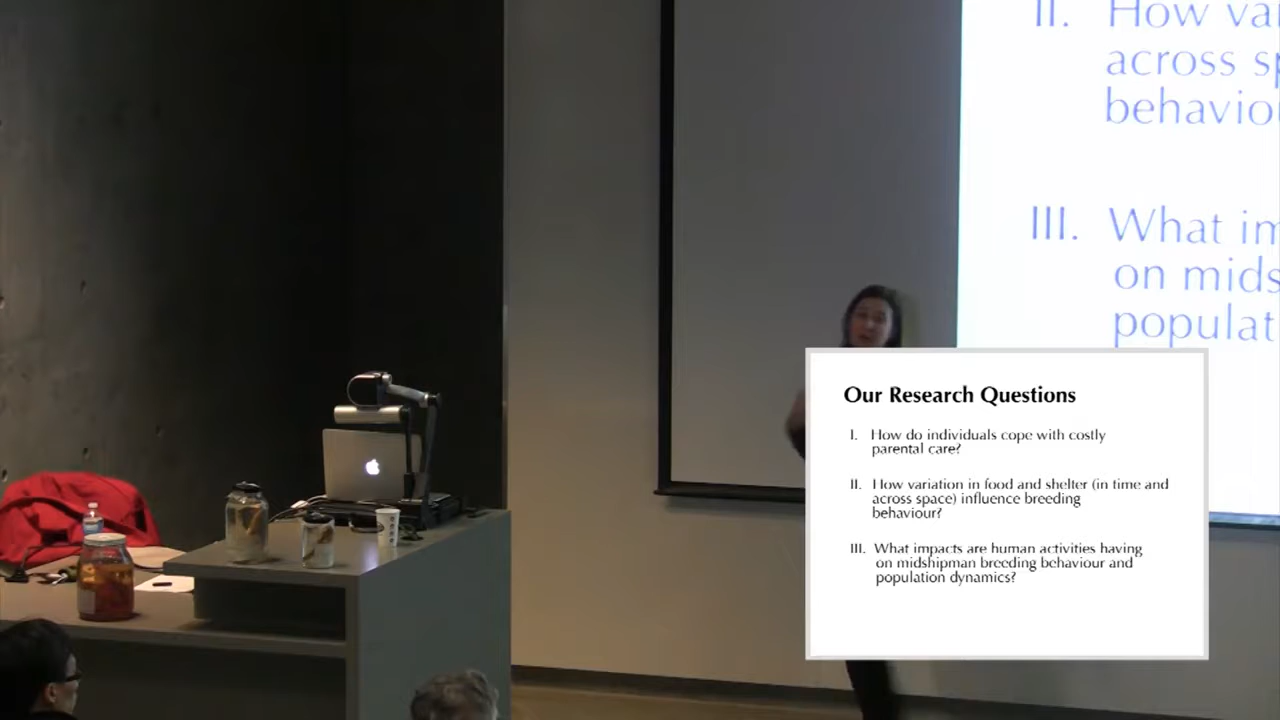 II. How va
across sp
behavio
III. What im
on mids
populat
Our Research Questions
I. How do individuals cope with costly
parental care?
II. How variation in food and shelter (in time and
across space) influence breeding
behaviour?
III. What impacts are human activities having
on midshipman breeding behaviour and
population dynamics?